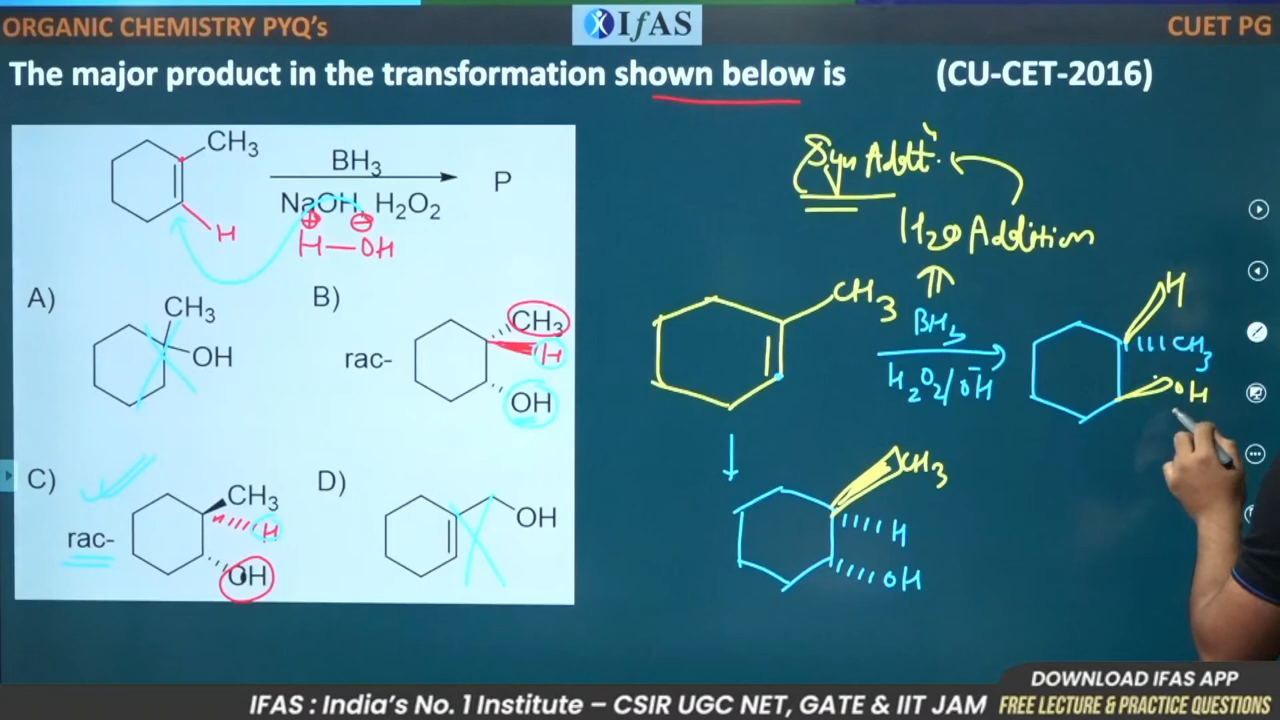 ORGANIC CHEMISTRY PYQ's
IFAS
CUET PG
The major product in the transformation shown below is (CU-CET-2016)
CH3
BH3
P
NaOH, H2O2
H
⊕ ⊖
H—OH
A)
CH3
OH
B)
rac-
CH3
H
OH
C)
rac-
CH3
H
OH
D)
OH
Syn Addtn.
H2O Addition
CH3
BH3
H2O2/OH-
H
CH3
OH
CH3
H
OH
DOWNLOAD IFAS APP
IFAS : India's No. 1 Institute – CSIR UGC NET, GATE & IIT JAM
FREE LECTURE & PRACTICE QUESTIONS